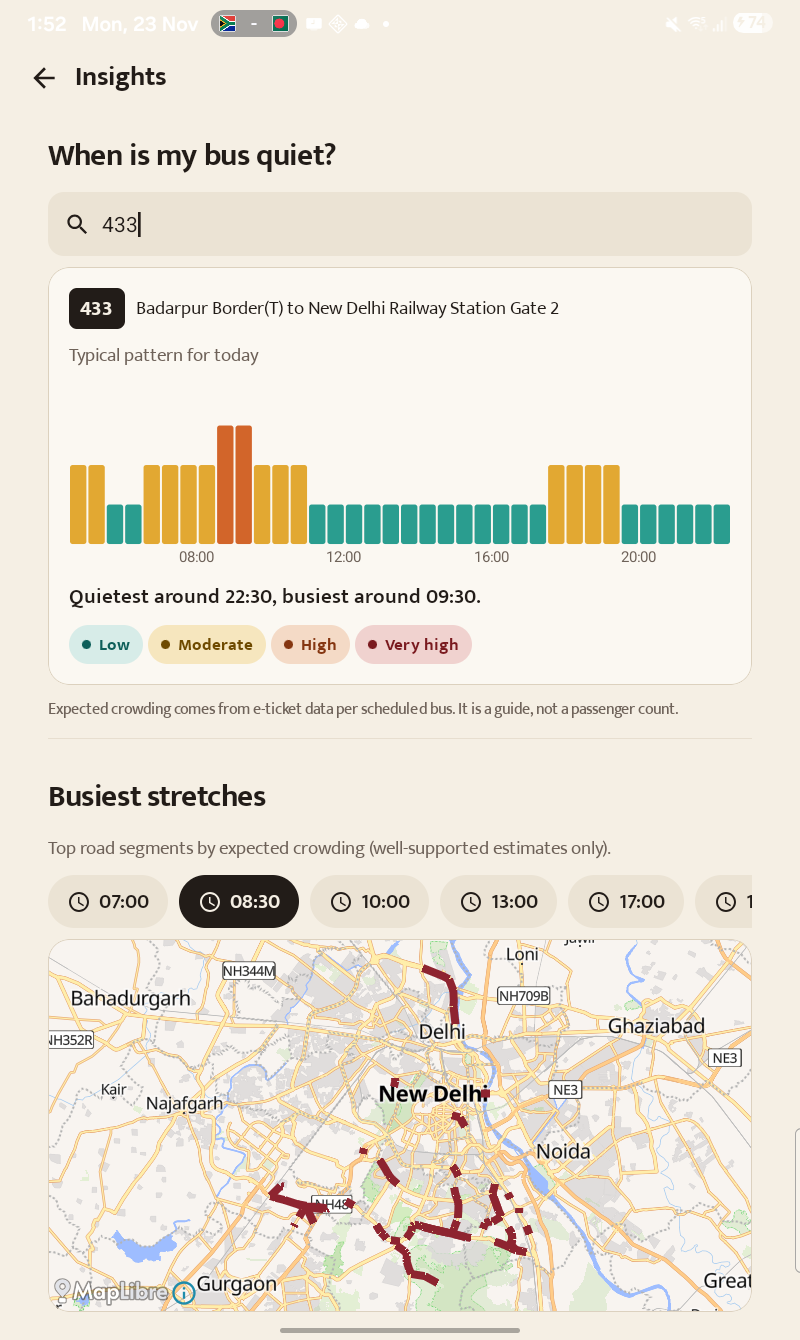 1:52 Mon, 23 Nov - 74
Insights
When is my bus quiet?
433
433 Badarpur Border(T) to New Delhi Railway Station Gate 2
Typical pattern for today
08:00 12:00 16:00 20:00
Quietest around 22:30, busiest around 09:30.
Low Moderate High Very high
Expected crowding comes from e-ticket data per scheduled bus. It is a guide, not a passenger count.
Busiest stretches
Top road segments by expected crowding (well-supported estimates only).
07:00 08:30 10:00 13:00 17:00 1
Loni
NH344M
Bahadurgarh NH709B
Delhi Ghaziabad
NH352R
NE3
Kair New Delhi NE3
Najafgarh
Noida
NH48
MapLibre Gurgaon Great